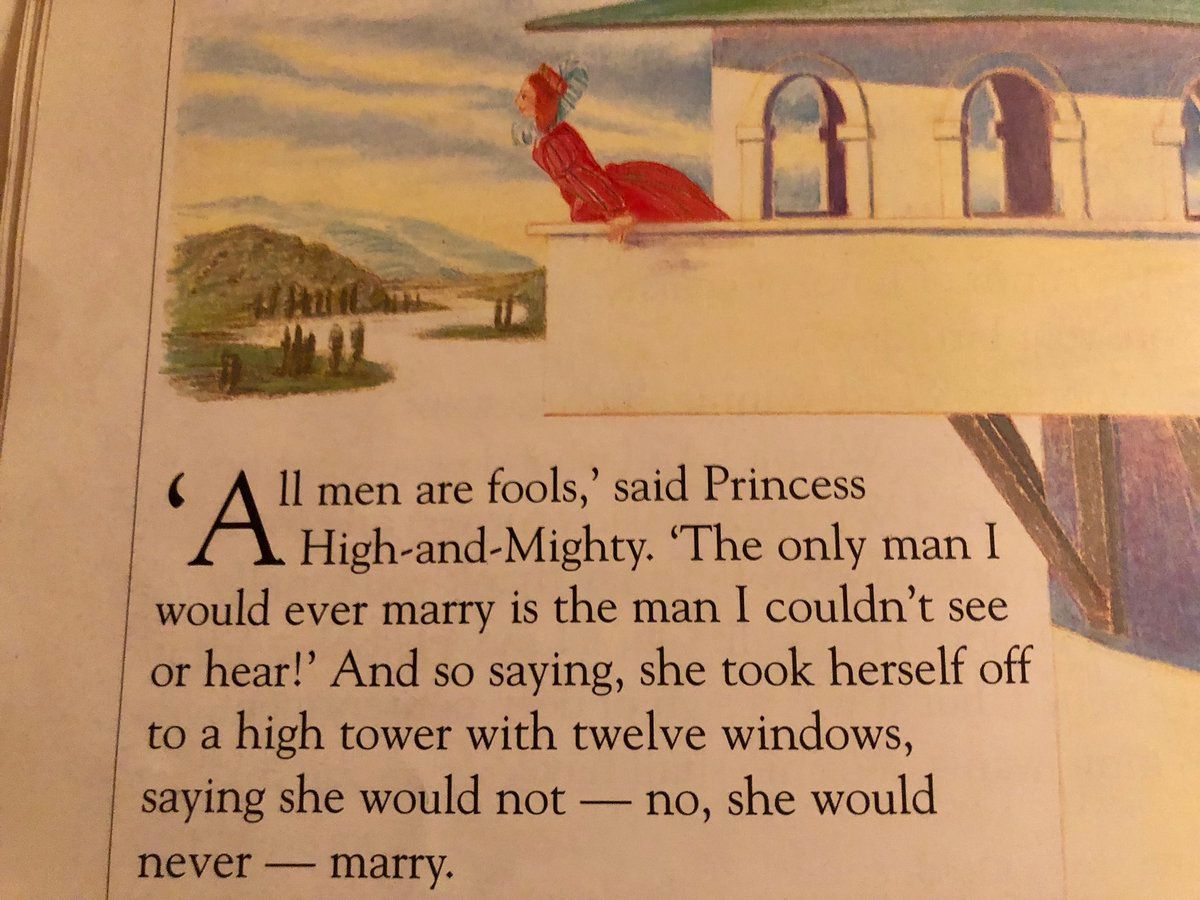 ‘All men are fools,’ said Princess
High-and-Mighty. ‘The only man I
would ever marry is the man I couldn’t see
or hear!’ And so saying, she took herself off
to a high tower with twelve windows,
saying she would not — no, she would
never — marry.